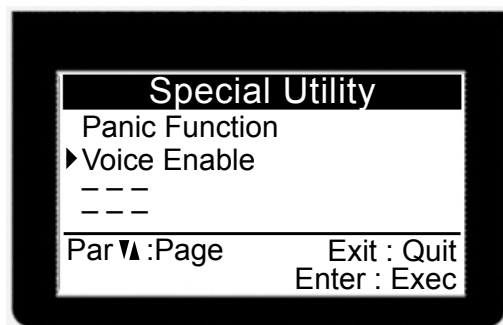 Special Utility
Panic Function
▶Voice Enable
– – –
– – –
Par ▼▲ :Page Exit : Quit
Enter : Exec